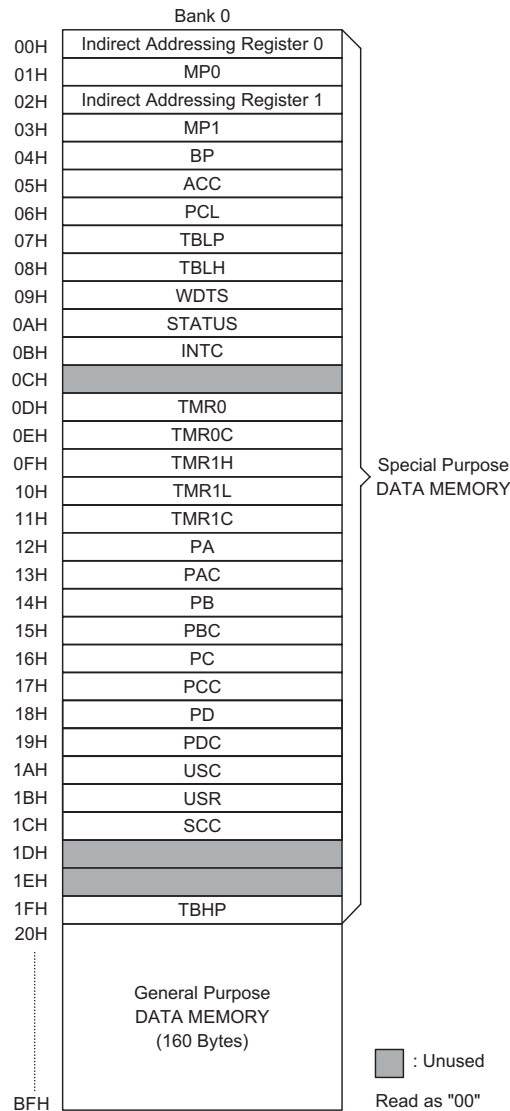 Bank 0
00H Indirect Addressing Register 0
01H MP0
02H Indirect Addressing Register 1
03H MP1
04H BP
05H ACC
06H PCL
07H TBLP
08H TBLH
09H WDTS
0AH STATUS
0BH INTC
0CH
0DH TMR0
0EH TMR0C
0FH TMR1H
10H TMR1L
11H TMR1C
12H PA
13H PAC
14H PB
15H PBC
16H PC
17H PCC
18H PD
19H PDC
1AH USC
1BH USR
1CH SCC
1DH
1EH
1FH TBHP
20H
Special Purpose
DATA MEMORY
General Purpose
DATA MEMORY
(160 Bytes)
BFH
: Unused
Read as "00"